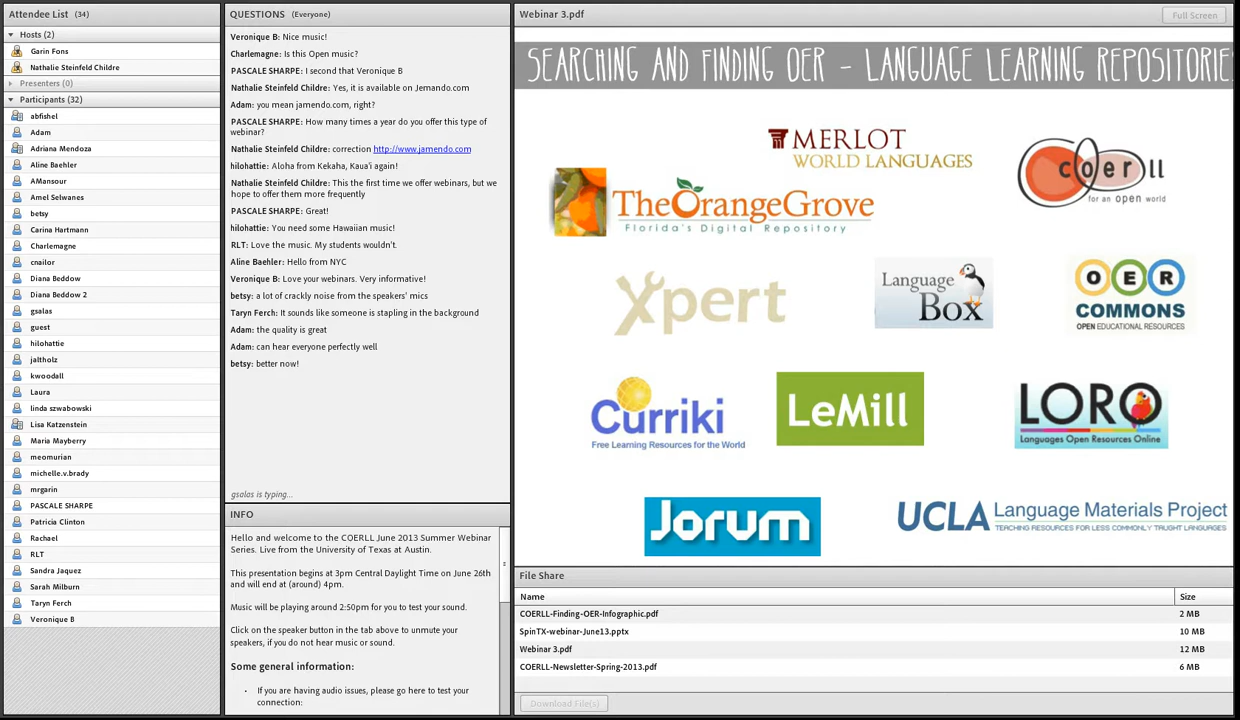 Attendee List (34)
Hosts (2)
Garin Fons
Nathalie Steinfeld Childre
Presenters (0)
Participants (32)
abfishel
Adam
Adriana Mendoza
Aline Baehler
AMansour
Amel Selwanes
betsy
Carina Hartmann
Charlemagne
cnailor
Diana Beddow
Diana Beddow 2
gsalas
guest
hilohattie
jaltholz
kwoodall
Laura
linda szwabowski
Lisa Katzenstein
Maria Mayberry
meomurian
michelle.v.brady
mrgarin
PASCALE SHARPE
Patricia Clinton
Rachael
RLT
Sandra Jaquez
Sarah Milburn
Taryn Ferch
Veronique B
QUESTIONS (Everyone)
Veronique B: Nice music!
Charlemagne: Is this Open music?
PASCALE SHARPE: I second that Veronique B
Nathalie Steinfeld Childre: Yes, it is available on Jemando.com
Adam: you mean jamendo.com, right?
PASCALE SHARPE: How many times a year do you offer this type of
webinar?
Nathalie Steinfeld Childre: correction http://www.jamendo.com
hilohattie: Aloha from Kekaha, Kaua'i again!
Nathalie Steinfeld Childre: This the first time we offer webinars, but we
hope to offer them more frequently
PASCALE SHARPE: Great!
hilohattie: You need some Hawaiian music!
RLT: Love the music. My students wouldn't.
Aline Baehler: Hello from NYC
Veronique B: Love your webinars. Very informative!
betsy: a lot of crackly noise from the speakers' mics
Taryn Ferch: It sounds like someone is stapling in the background
Adam: the quality is great
Adam: can hear everyone perfectly well
betsy: better now!
gsalas is typing...
INFO
Hello and welcome to the COERLL June 2013 Summer Webinar
Series. Live from the University of Texas at Austin.
This presentation begins at 3pm Central Daylight Time on June 26th
and will end at (around) 4pm.
Music will be playing around 2:50pm for you to test your sound.
Click on the speaker button in the tab above to unmute your
speakers, if you do not hear music or sound.
Some general information:
• If you are having audio issues, please go here to test your
connection:
Webinar 3.pdf
Full Screen
SEARCHING AND FINDING OER - LANGUAGE LEARNING REPOSITORIE
MERLOT
WORLD LANGUAGES
coerll
for an open world
TheOrangeGrove
Florida's Digital Repository
Xpert
Language
Box
OER
COMMONS
OPEN EDUCATIONAL RESOURCES
Curriki
Free Learning Resources for the World
LeMill
LORO
Languages Open Resources Online
Jorum
UCLA Language Materials Project
TEACHING RESOURCES FOR LESS COMMONLY TAUGHT LANGUAGES
File Share
Name Size
COERLL-Finding-OER-Infographic.pdf 2 MB
SpinTX-webinar-June13.pptx 10 MB
Webinar 3.pdf 12 MB
COERLL-Newsletter-Spring-2013.pdf 6 MB
Download File(s)